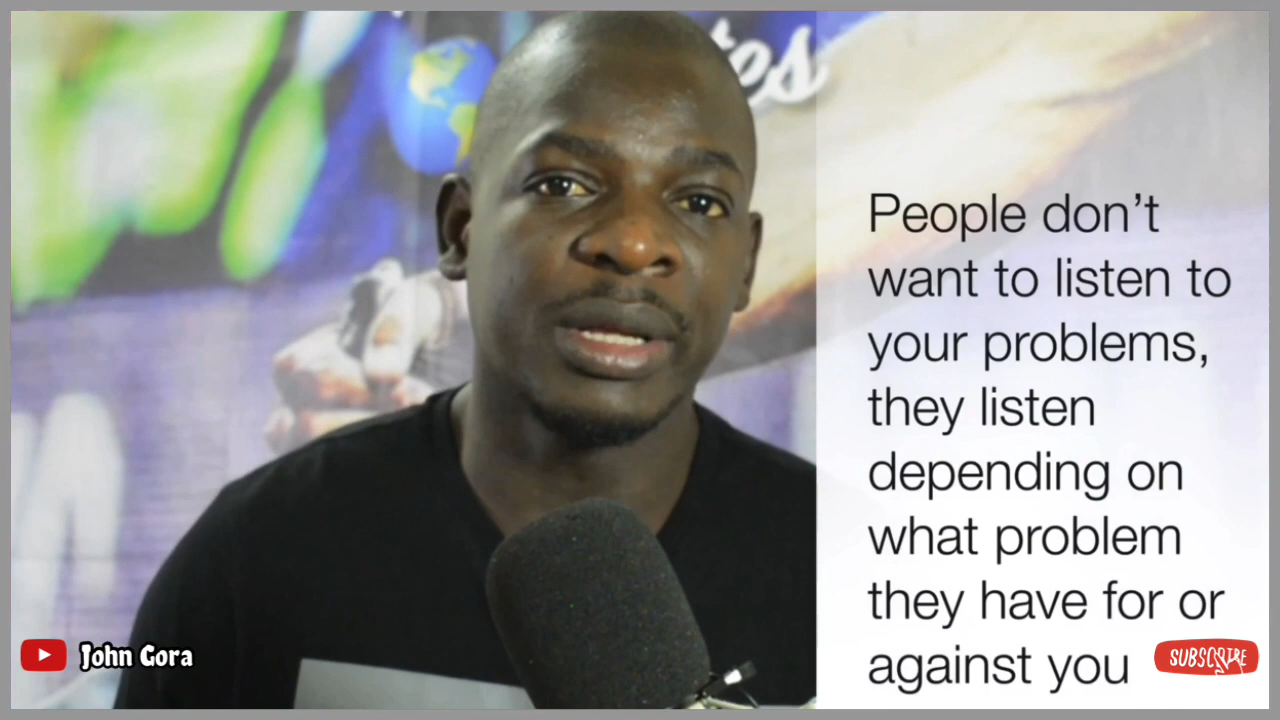 People don’t
want to listen to
your problems,
they listen
depending on
what problem
they have for or
against you
John Gora
SUBSCRIBE